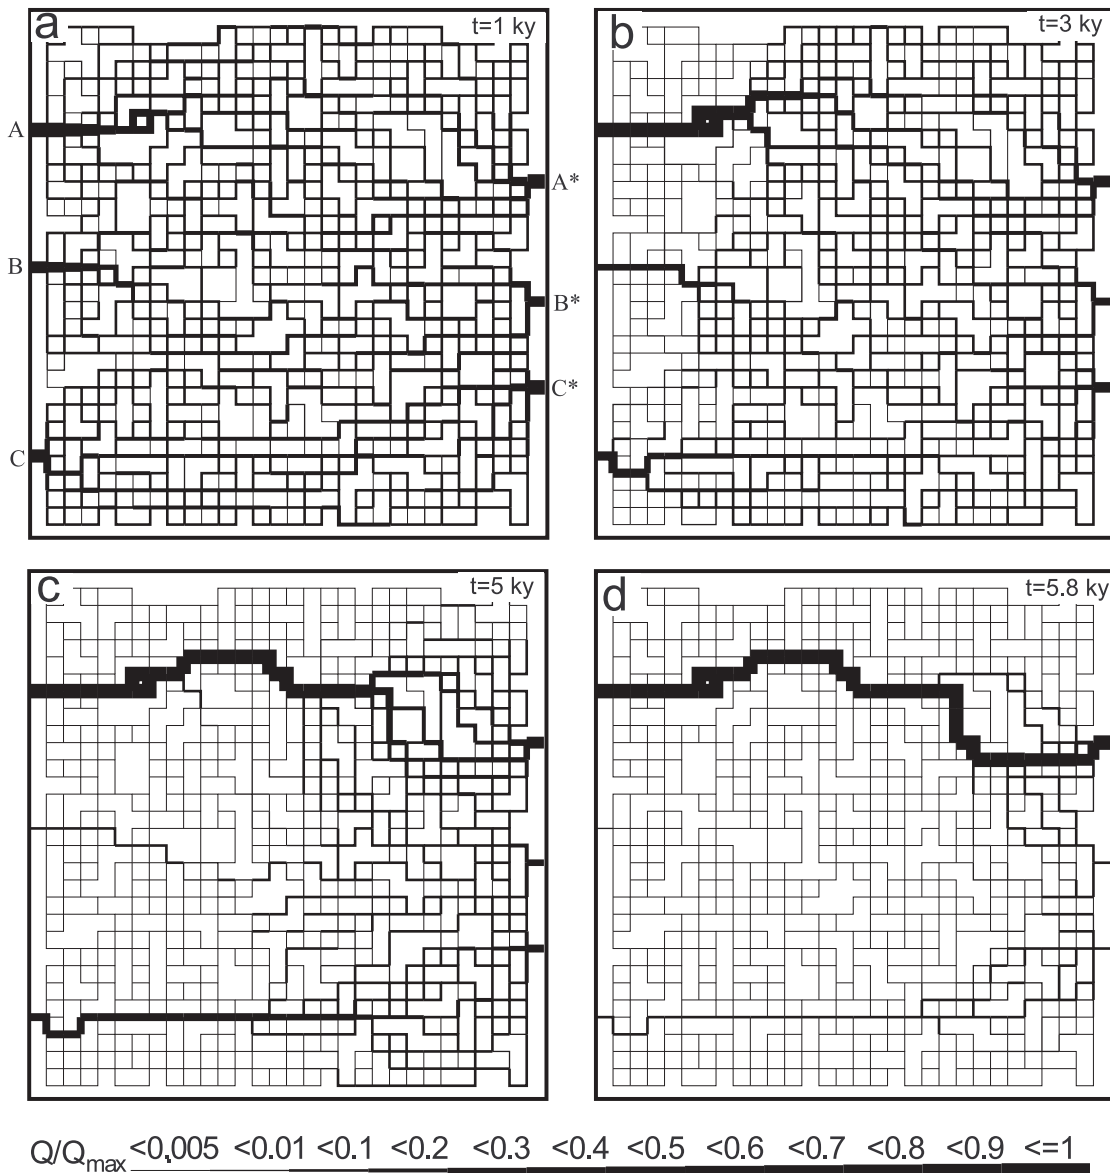 a
t=1 ky
b
t=3 ky
A
A*
B
B*
C*
C
c
t=5 ky
d
t=5.8 ky
Q/Qmax <0.005 <0.01 <0.1 <0.2 <0.3 <0.4 <0.5 <0.6 <0.7 <0.8 <0.9 <=1